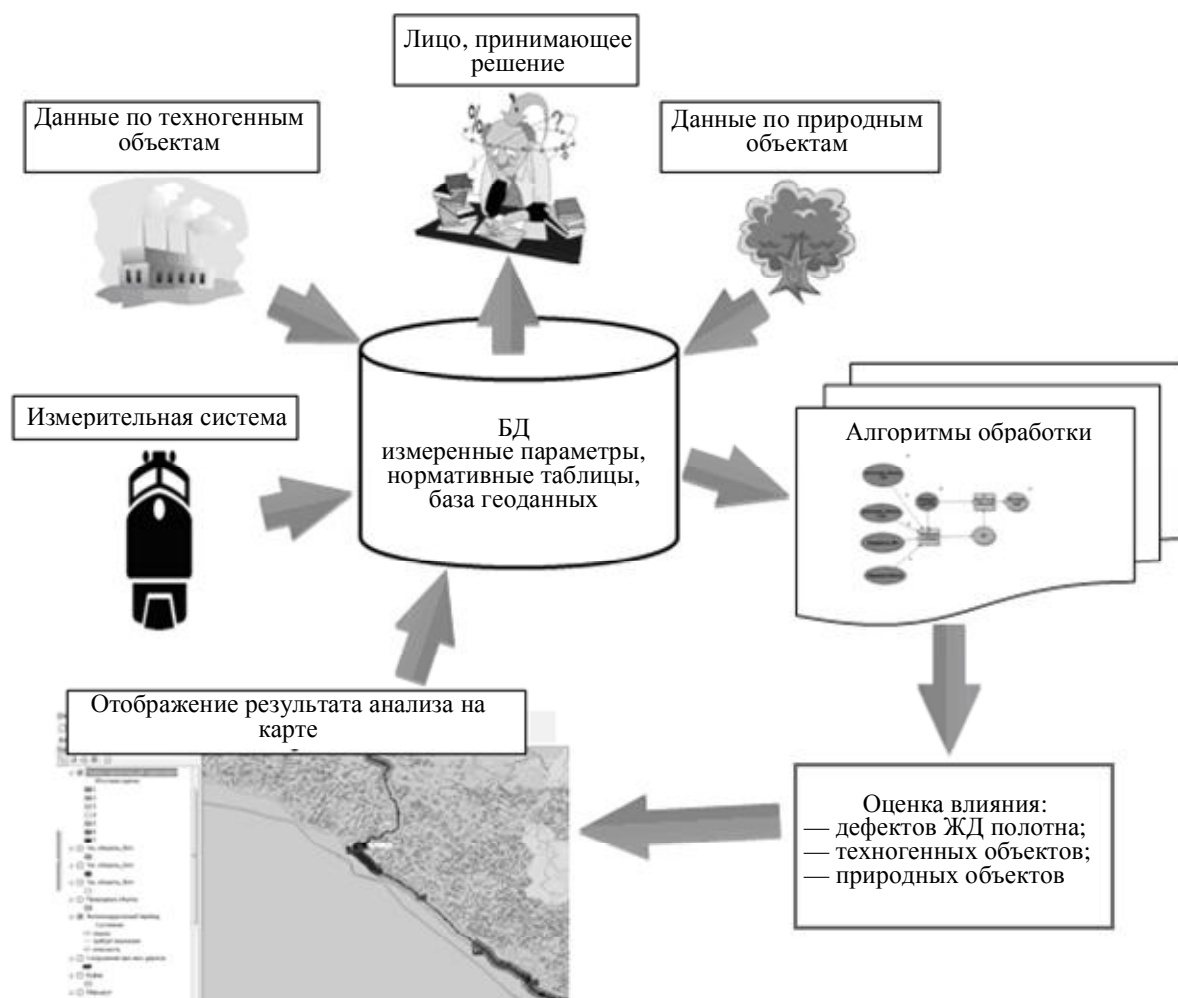 Лицо, принимающее
решение
Данные по техногенным
объектам
Данные по природным
объектам
Измерительная система
БД
измеренные параметры,
нормативные таблицы,
база геоданных
Алгоритмы обработки
Отображение результата анализа на
карте
Оценка влияния:
— дефектов ЖД полотна;
— техногенных объектов;
— природных объектов